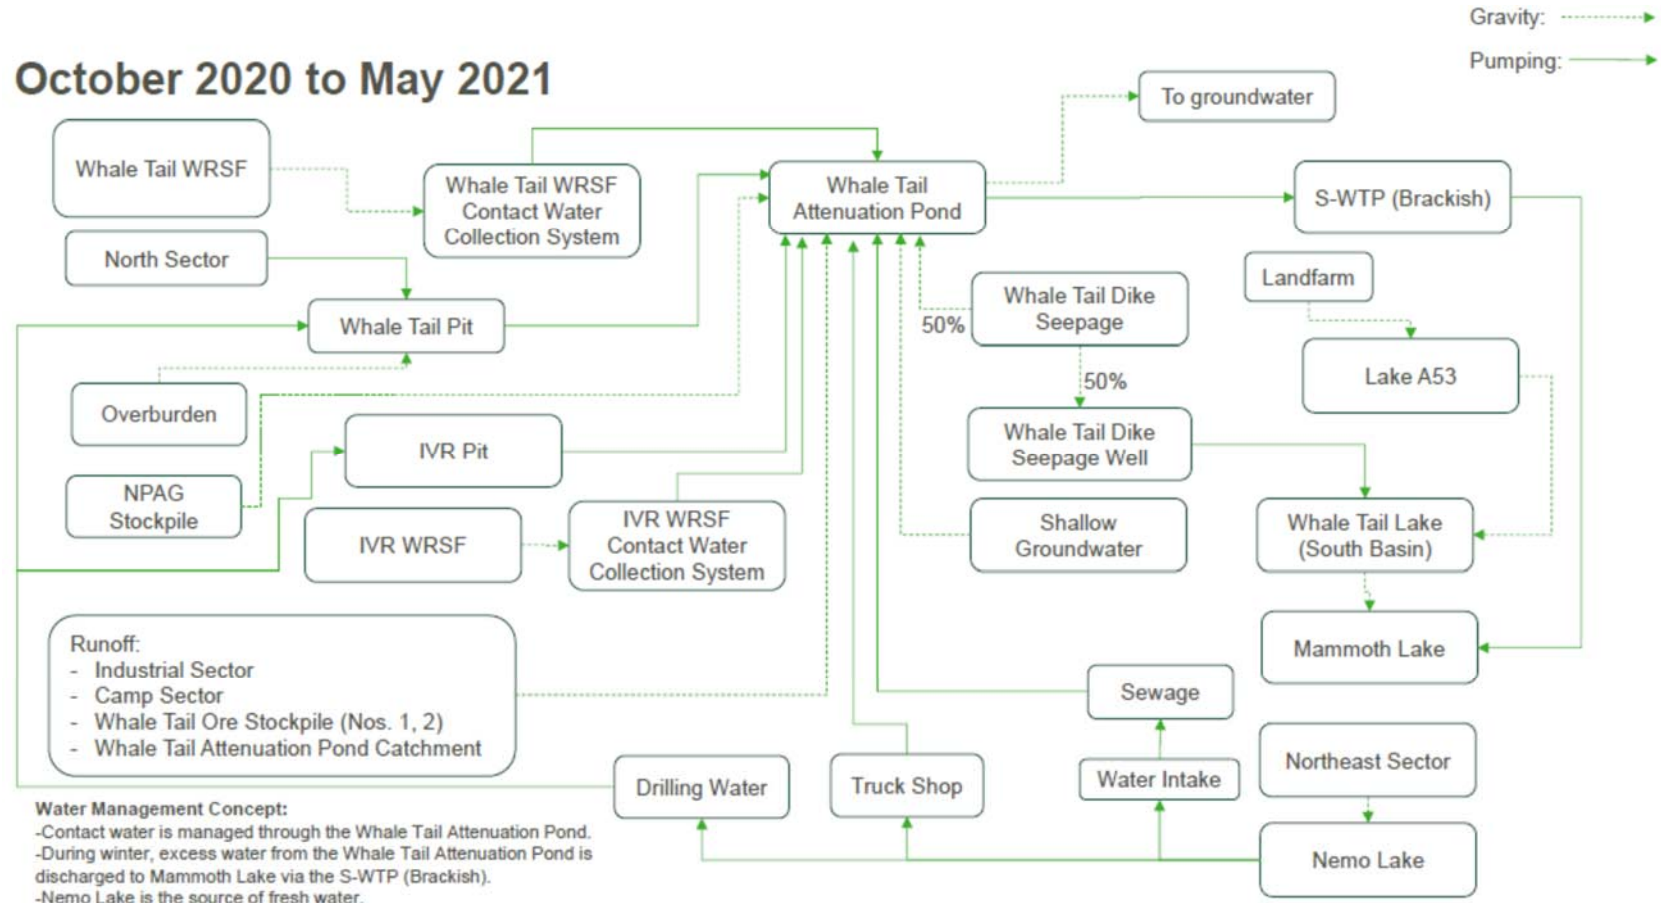 Gravity:
Pumping:
October 2020 to May 2021
To groundwater
Whale Tail WRSF
Whale Tail WRSF
Contact Water
Collection System
Whale Tail
Attenuation Pond
S-WTP (Brackish)
North Sector
Landfarm
Whale Tail Pit
Whale Tail Dike
Seepage
50%
50%
Lake A53
Overburden
IVR Pit
Whale Tail Dike
Seepage Well
NPAG
Stockpile
IVR WRSF
IVR WRSF
Contact Water
Collection System
Shallow
Groundwater
Whale Tail Lake
(South Basin)
Runoff:
- Industrial Sector
- Camp Sector
- Whale Tail Ore Stockpile (Nos. 1, 2)
- Whale Tail Attenuation Pond Catchment
Mammoth Lake
Sewage
Northeast Sector
Drilling Water
Truck Shop
Water Intake
Nemo Lake
Water Management Concept:
-Contact water is managed through the Whale Tail Attenuation Pond.
-During winter, excess water from the Whale Tail Attenuation Pond is
discharged to Mammoth Lake via the S-WTP (Brackish).
-Nemo Lake is the source of fresh water.